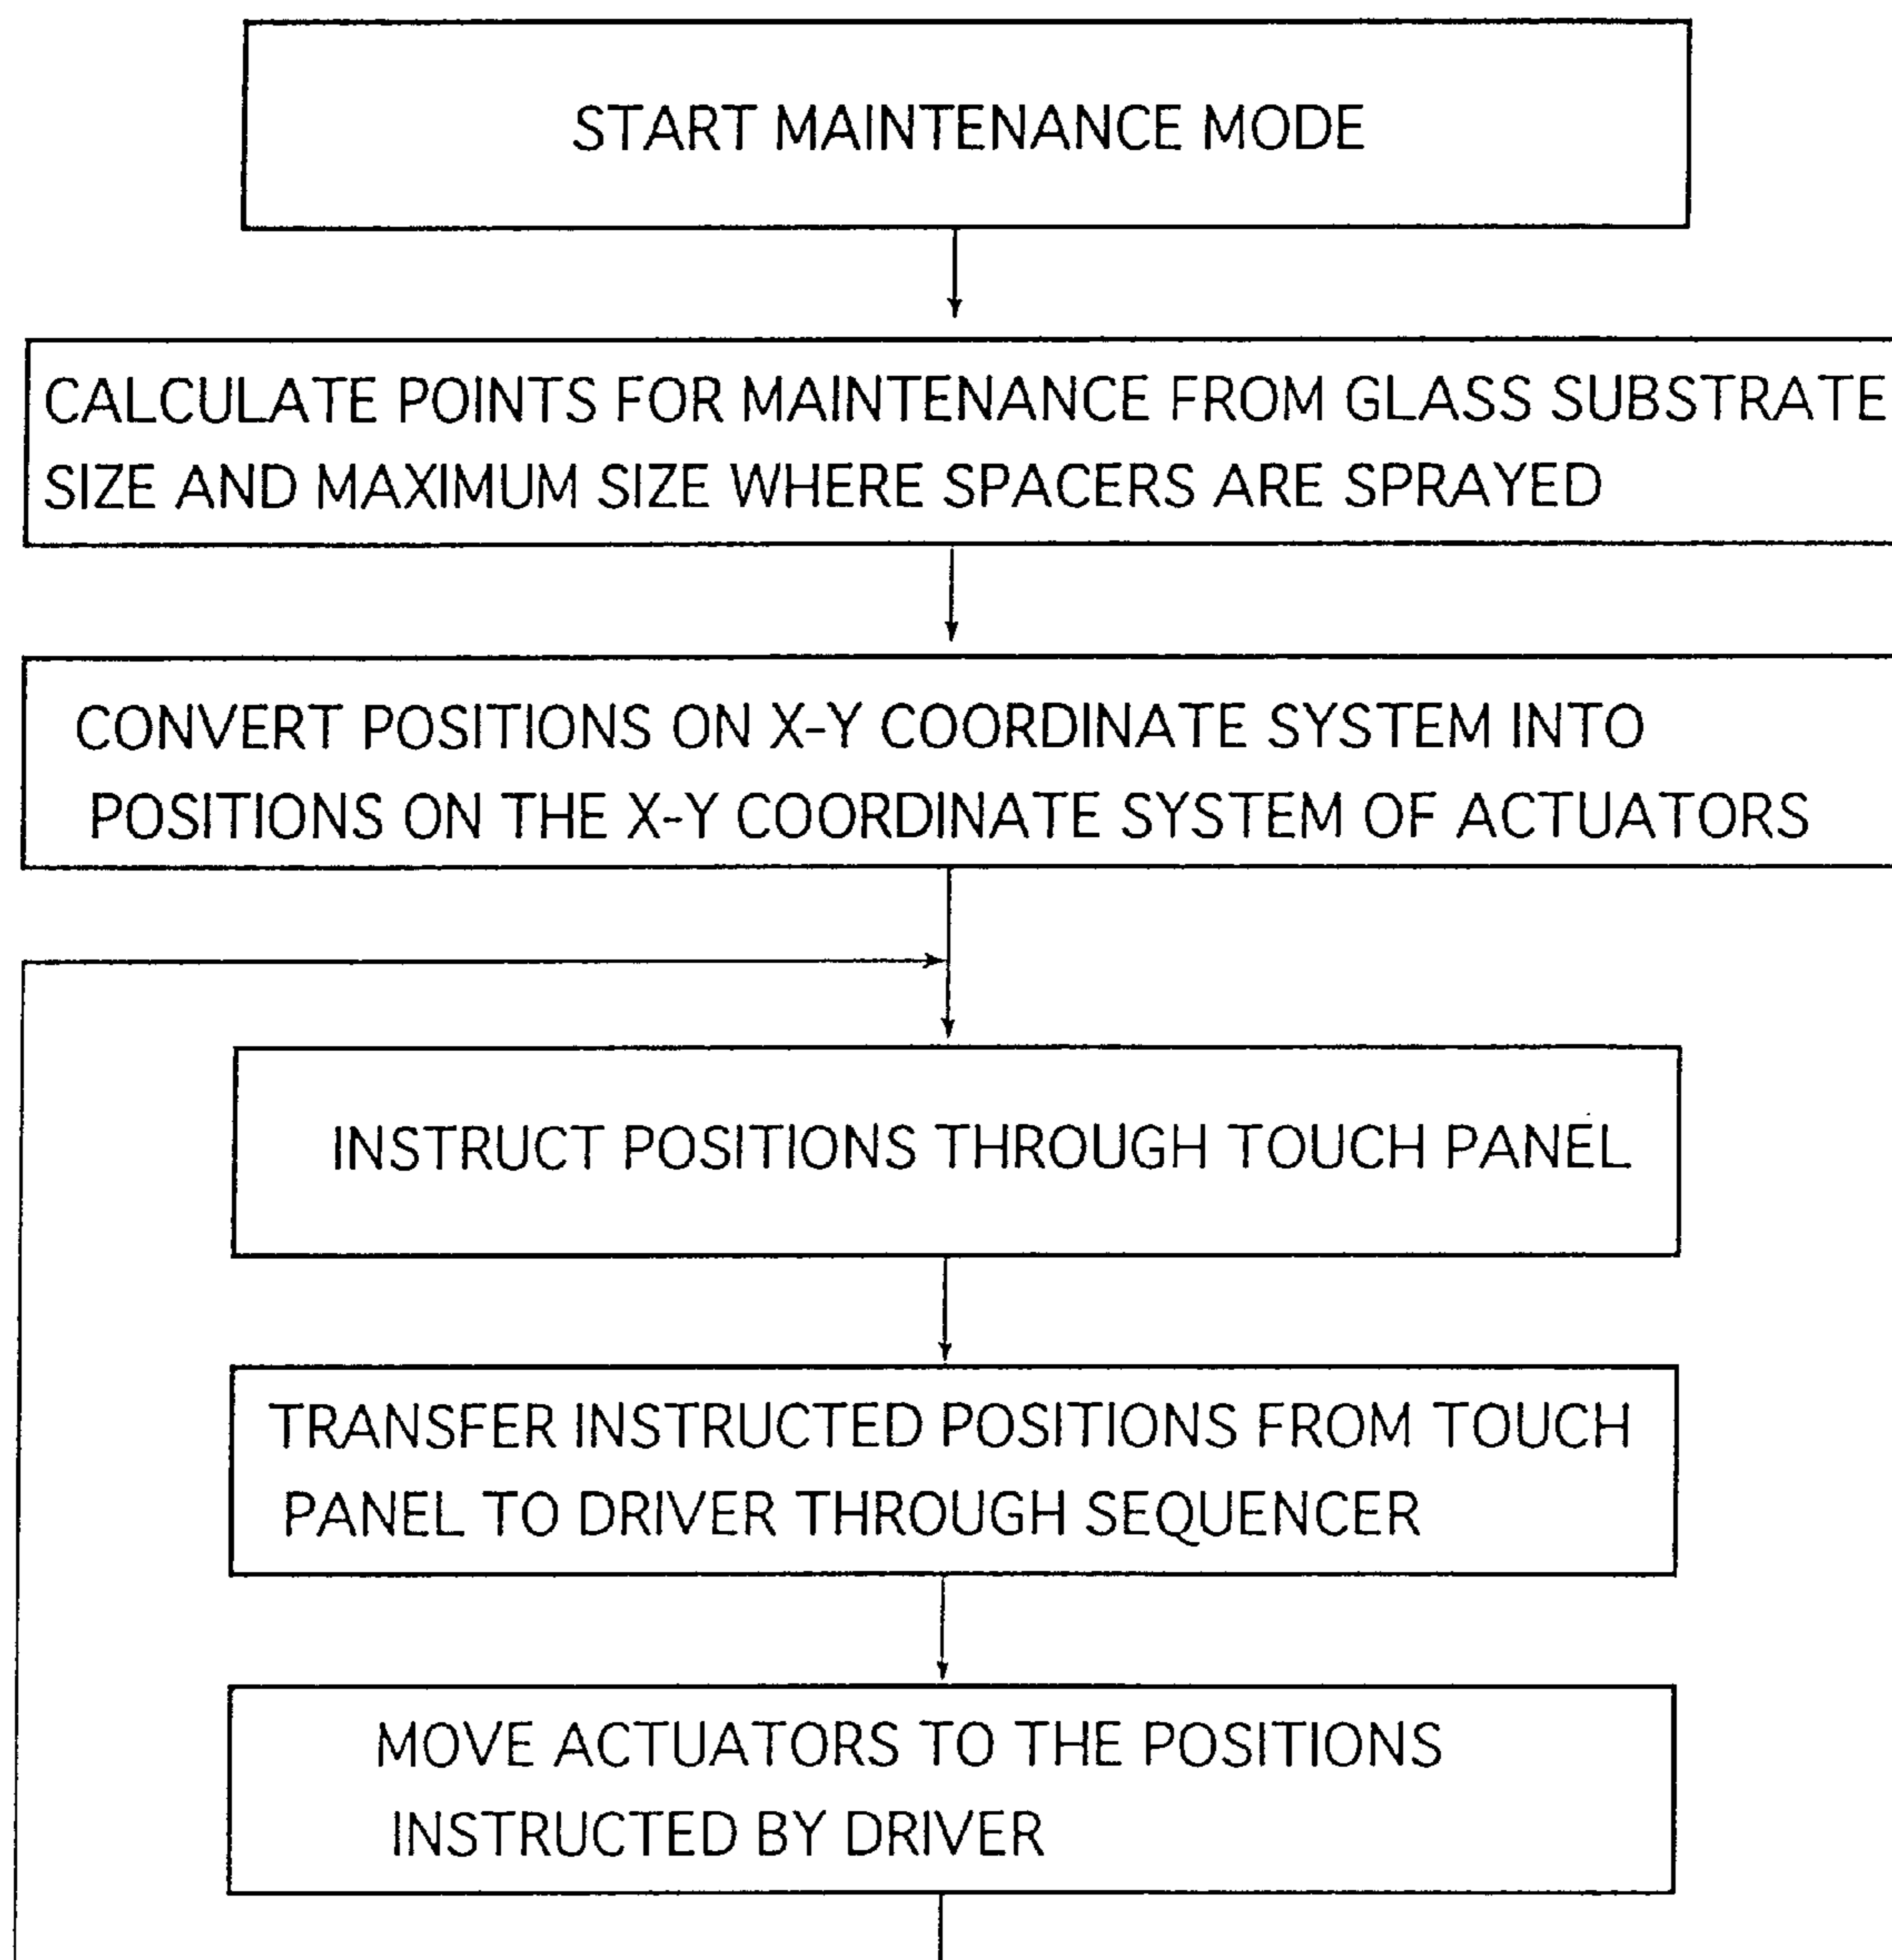 START MAINTENANCE MODE
CALCULATE POINTS FOR MAINTENANCE FROM GLASS SUBSTRATE
SIZE AND MAXIMUM SIZE WHERE SPACERS ARE SPRAYED
CONVERT POSITIONS ON X-Y COORDINATE SYSTEM INTO
POSITIONS ON THE X-Y COORDINATE SYSTEM OF ACTUATORS
INSTRUCT POSITIONS THROUGH TOUCH PANEL
TRANSFER INSTRUCTED POSITIONS FROM TOUCH
PANEL TO DRIVER THROUGH SEQUENCER
MOVE ACTUATORS TO THE POSITIONS
INSTRUCTED BY DRIVER